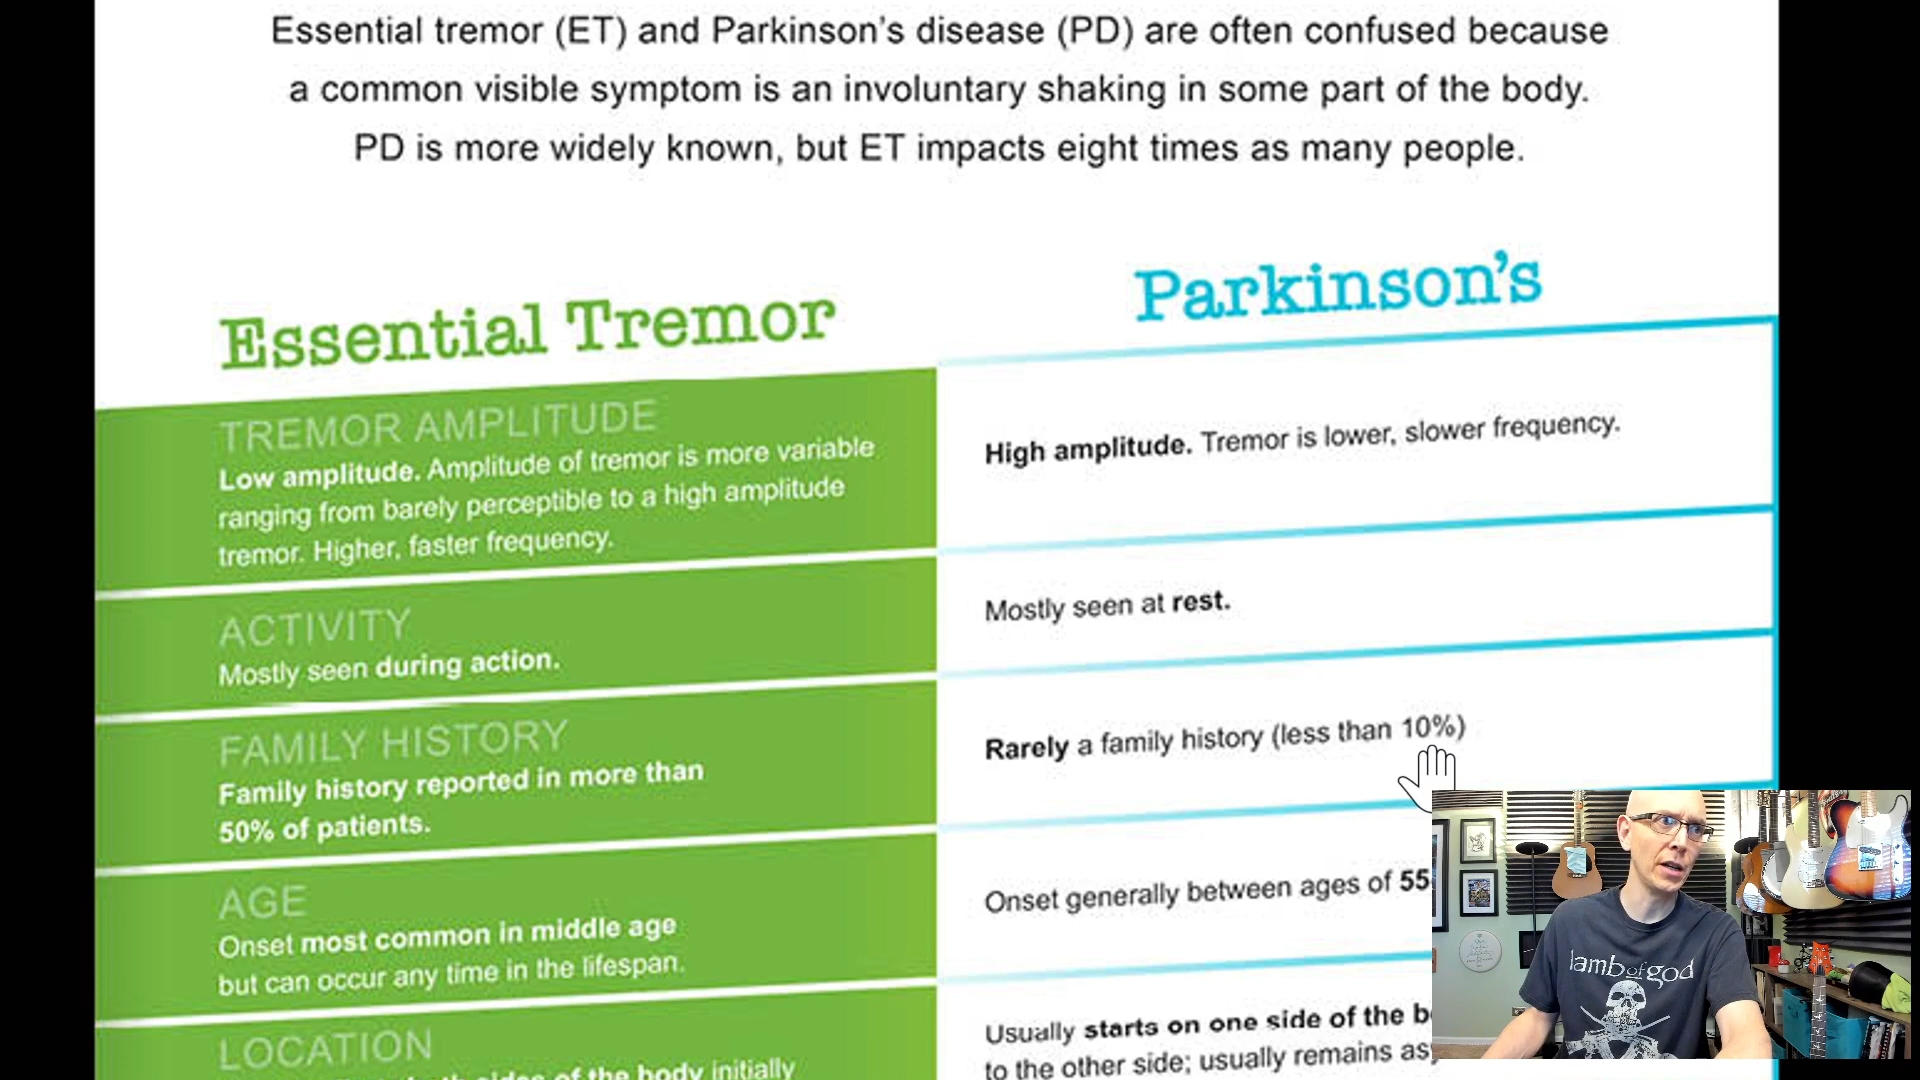 Essential tremor (ET) and Parkinson's disease (PD) are often confused because
a common visible symptom is an involuntary shaking in some part of the body.
PD is more widely known, but ET impacts eight times as many people.
Essential Tremor
Parkinson's
TREMOR AMPLITUDE
Low amplitude. Amplitude of tremor is more variable
ranging from barely perceptible to a high amplitude
tremor. Higher, faster frequency.
High amplitude. Tremor is lower, slower frequency.
ACTIVITY
Mostly seen during action.
Mostly seen at rest.
FAMILY HISTORY
Family history reported in more than
50% of patients.
Rarely a family history (less than 10%)
AGE
Onset most common in middle age
but can occur any time in the lifespan.
Onset generally between ages of 55
LOCATION
sides of the body initially
Usually starts on one side of the
to the other side; usually remains
lamb of god